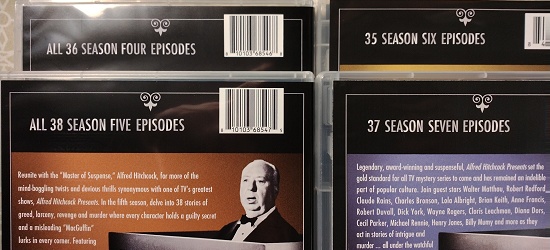 ALL 36 SEASON FOUR EPISODES
8 10103 68546
35 SEASON SIX EPISODES
ALL 38 SEASON FIVE EPISODES
8 10103 68547
37 SEASON SEVEN EPISODES
Reunite with the "Master of Suspense," Alfred Hitchcock, for more of the
mind-boggling twists and devious thrills synonymous with one of TV's greatest
shows, Alfred Hitchcock Presents. In the fifth season, delve into 38 stories of
greed, larceny, revenge and murder where every character holds a guilty secret
and a misleading "MacGuffin"
lurks in every corner. Featuring
Legendary, award-winning and suspenseful, Alfred Hitchcock Presents set the
gold standard for all TV mystery series to come and has remained an indelible
part of popular culture. Join guest stars Walter Matthau, Robert Redford,
Claude Rains, Charles Bronson, Lola Albright, Brian Keith, Anne Francis,
Robert Duvall, Dick York, Wayne Rogers, Cloris Leachman, Diana Dors,
Cecil Parker, Michael Rennie, Henry Jones, Billy Mumy and more as they
act in stories of intrigue and
murder ... all under the watchful